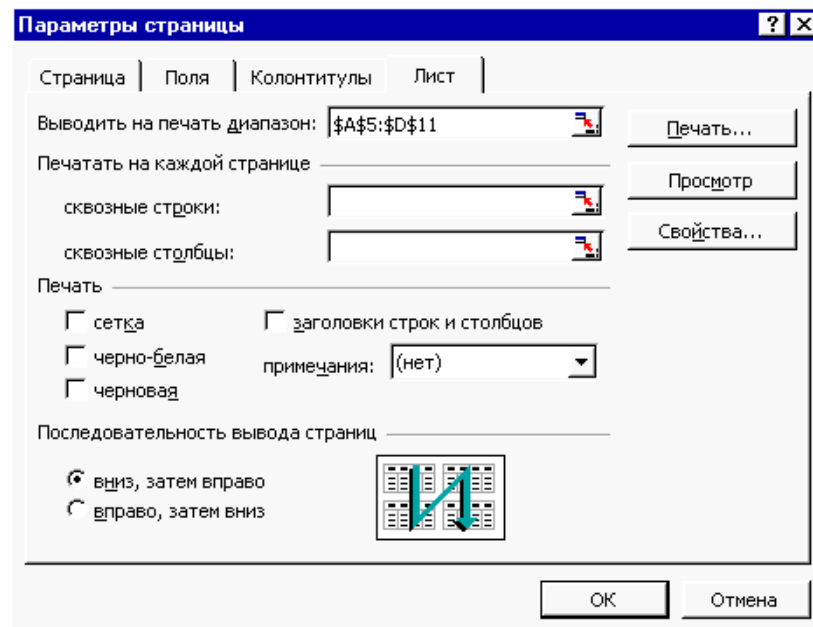 Параметры страницы ? ×
Страница Поля Колонтитулы Лист
Выводить на печать диапазон: $A$5:$D$11 Печать...
Печатать на каждой странице Просмотр
сквозные строки: Свойства...
сквозные столбцы:
Печать
сетка заголовки строк и столбцов
черно-белая примечания: (нет)
черновая
Последовательность вывода страниц
вниз, затем вправо
вправо, затем вниз
ОК Отмена